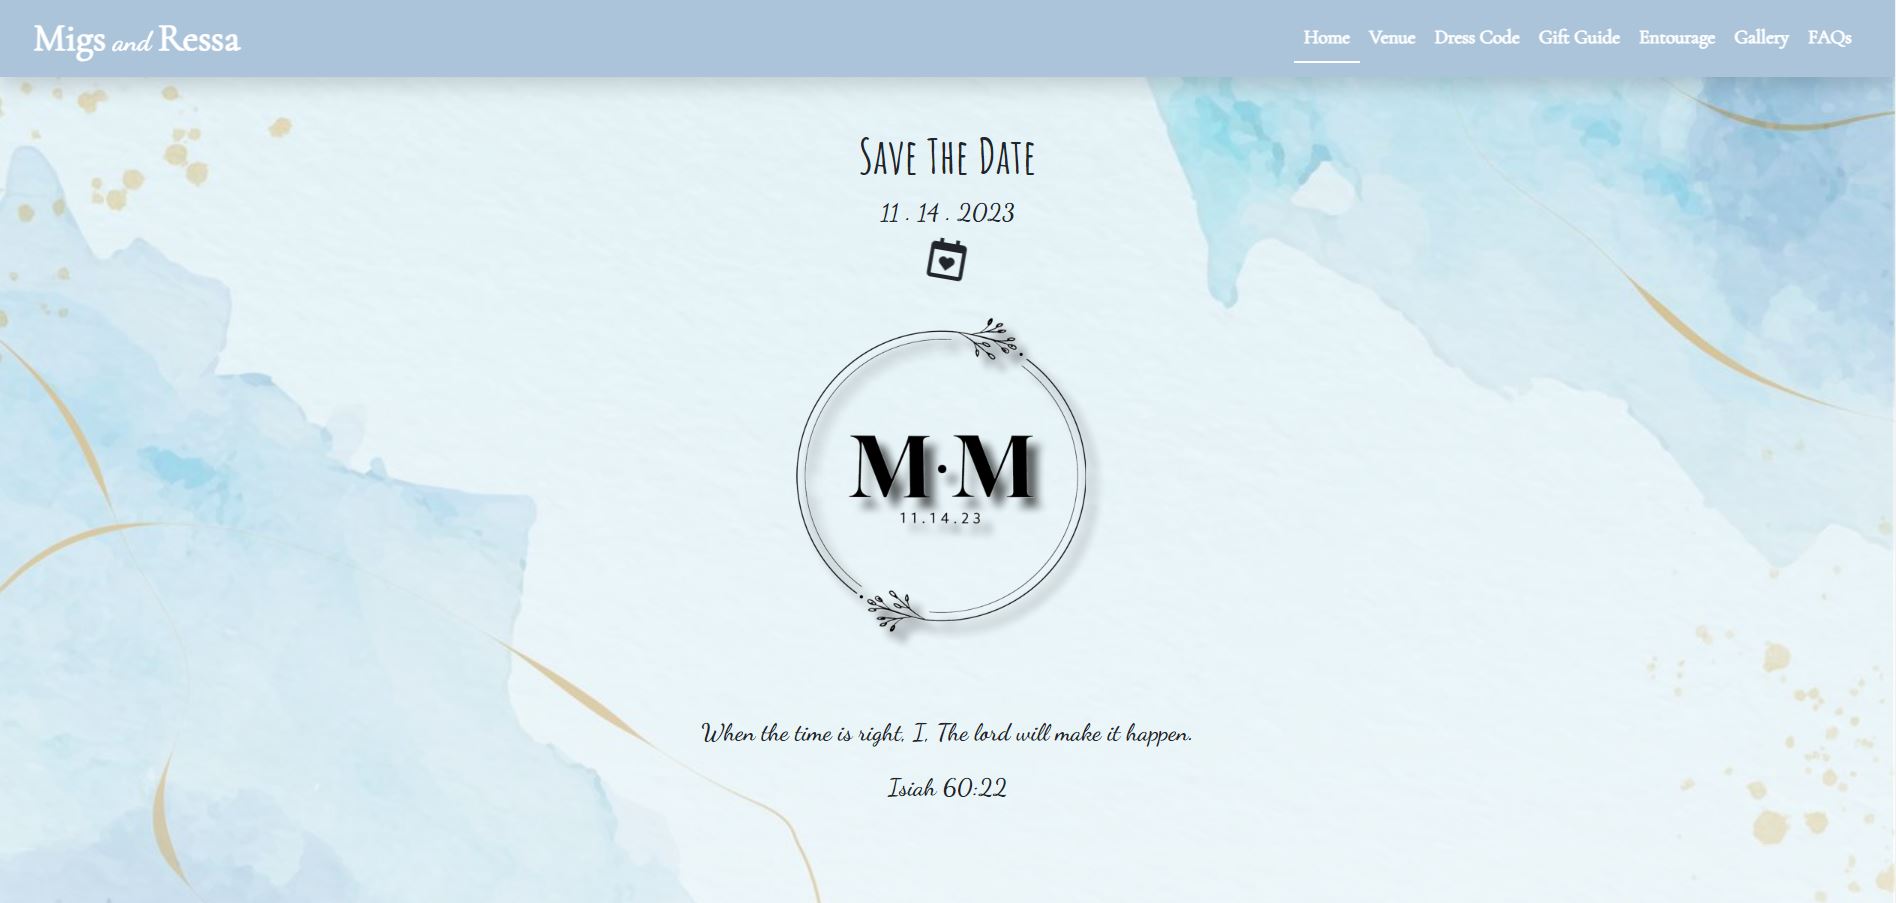 Migs and Ressa
Home Venue Dress Code Gift Guide Entourage Gallery FAQs
Save The Date
11 . 14 . 2023
M·M
11.14.23
When the time is right, I, The lord will make it happen.
Isiah 60:22